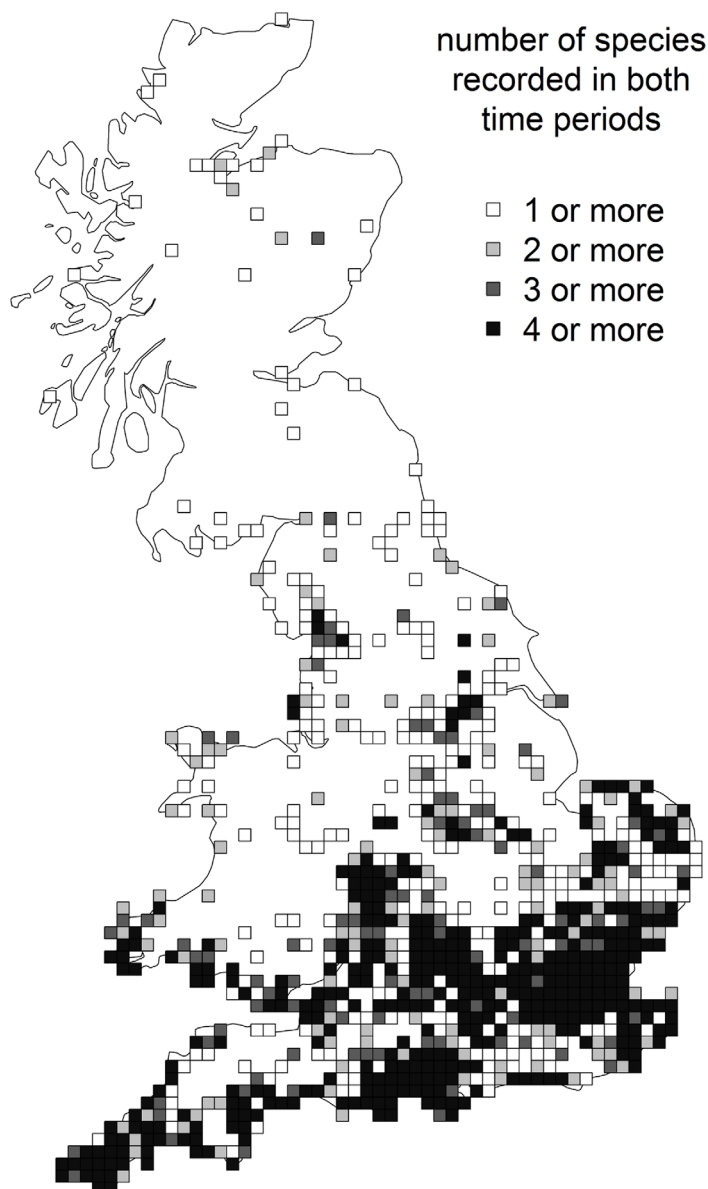 number of species
recorded in both
time periods
1 or more
2 or more
3 or more
4 or more